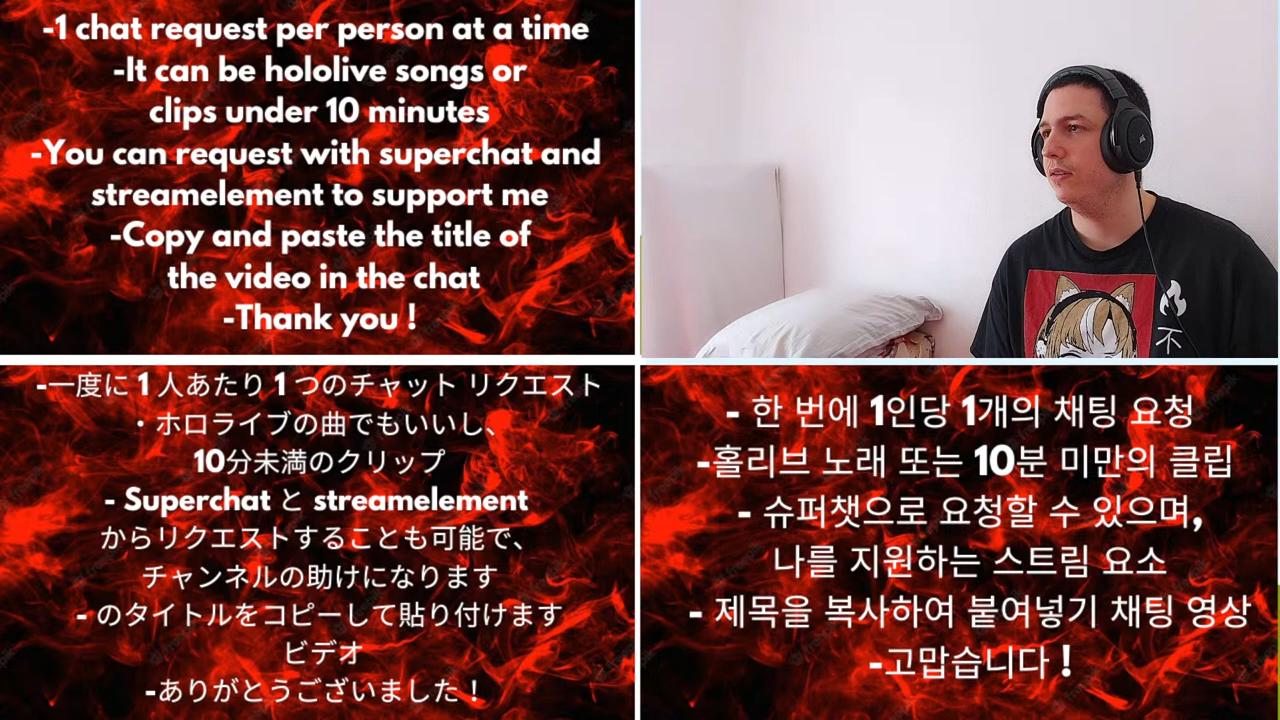 -1 chat request per person at a time
-It can be hololive songs or
clips under 10 minutes
-You can request with superchat and
streamelement to support me
-Copy and paste the title of
the video in the chat
-Thank you !
不
-一度に 1 人あたり 1 つのチャット リクエスト
・ホロライブの曲でもいいし、
10分未満のクリップ
- Superchat と streamelement
からリクエストすることも可能で、
チャンネルの助けになります
- のタイトルをコピーして貼り付けます
ビデオ
-ありがとうございました！
- 한 번에 1인당 1개의 채팅 요청
-홀리브 노래 또는 10분 미만의 클립
- 슈퍼챗으로 요청할 수 있으며,
나를 지원하는 스트림 요소
- 제목을 복사하여 붙여넣기 채팅 영상
-고맙습니다 !